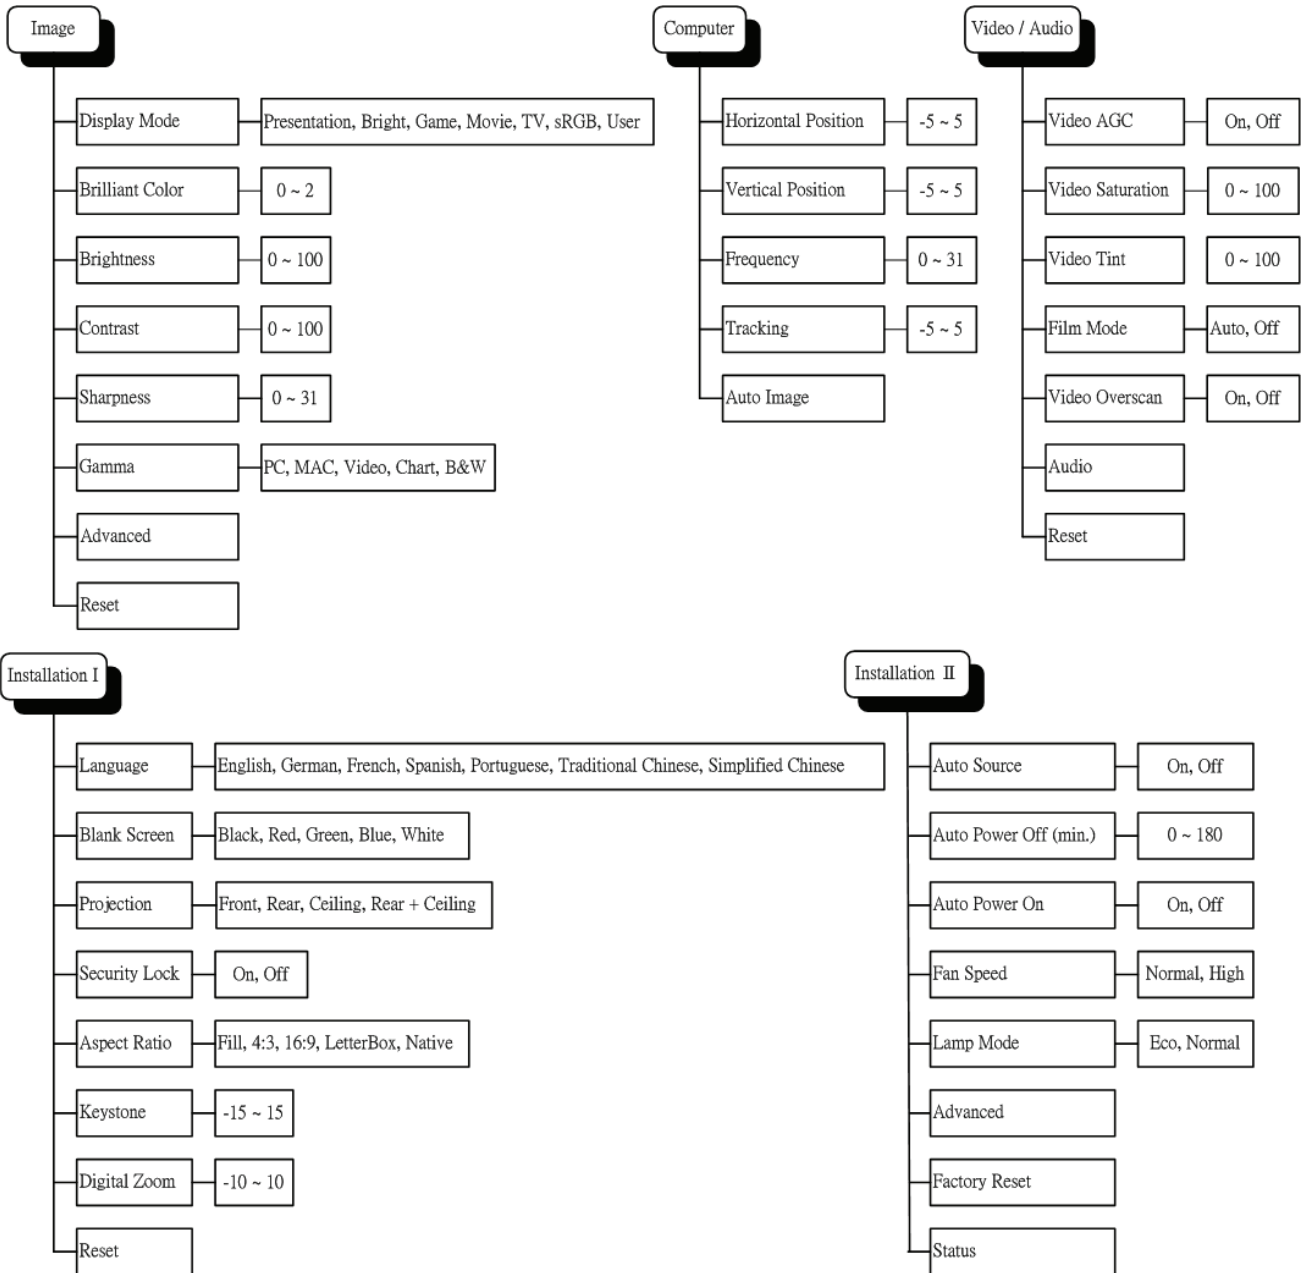 Image
Display Mode
Presentation, Bright, Game, Movie, TV, sRGB, User
Brilliant Color
0 ~ 2
Brightness
0 ~ 100
Contrast
0 ~ 100
Sharpness
0 ~ 31
Gamma
PC, MAC, Video, Chart, B&W
Advanced
Reset
Computer
Horizontal Position
-5 ~ 5
Vertical Position
-5 ~ 5
Frequency
0 ~ 31
Tracking
-5 ~ 5
Auto Image
Video / Audio
Video AGC
On, Off
Video Saturation
0 ~ 100
Video Tint
0 ~ 100
Film Mode
Auto, Off
Video Overscan
On, Off
Audio
Reset
Installation I
Language
English, German, French, Spanish, Portuguese, Traditional Chinese, Simplified Chinese
Blank Screen
Black, Red, Green, Blue, White
Projection
Front, Rear, Ceiling, Rear + Ceiling
Security Lock
On, Off
Aspect Ratio
Fill, 4:3, 16:9, LetterBox, Native
Keystone
-15 ~ 15
Digital Zoom
-10 ~ 10
Reset
Installation Ⅱ
Auto Source
On, Off
Auto Power Off (min.)
0 ~ 180
Auto Power On
On, Off
Fan Speed
Normal, High
Lamp Mode
Eco, Normal
Advanced
Factory Reset
Status